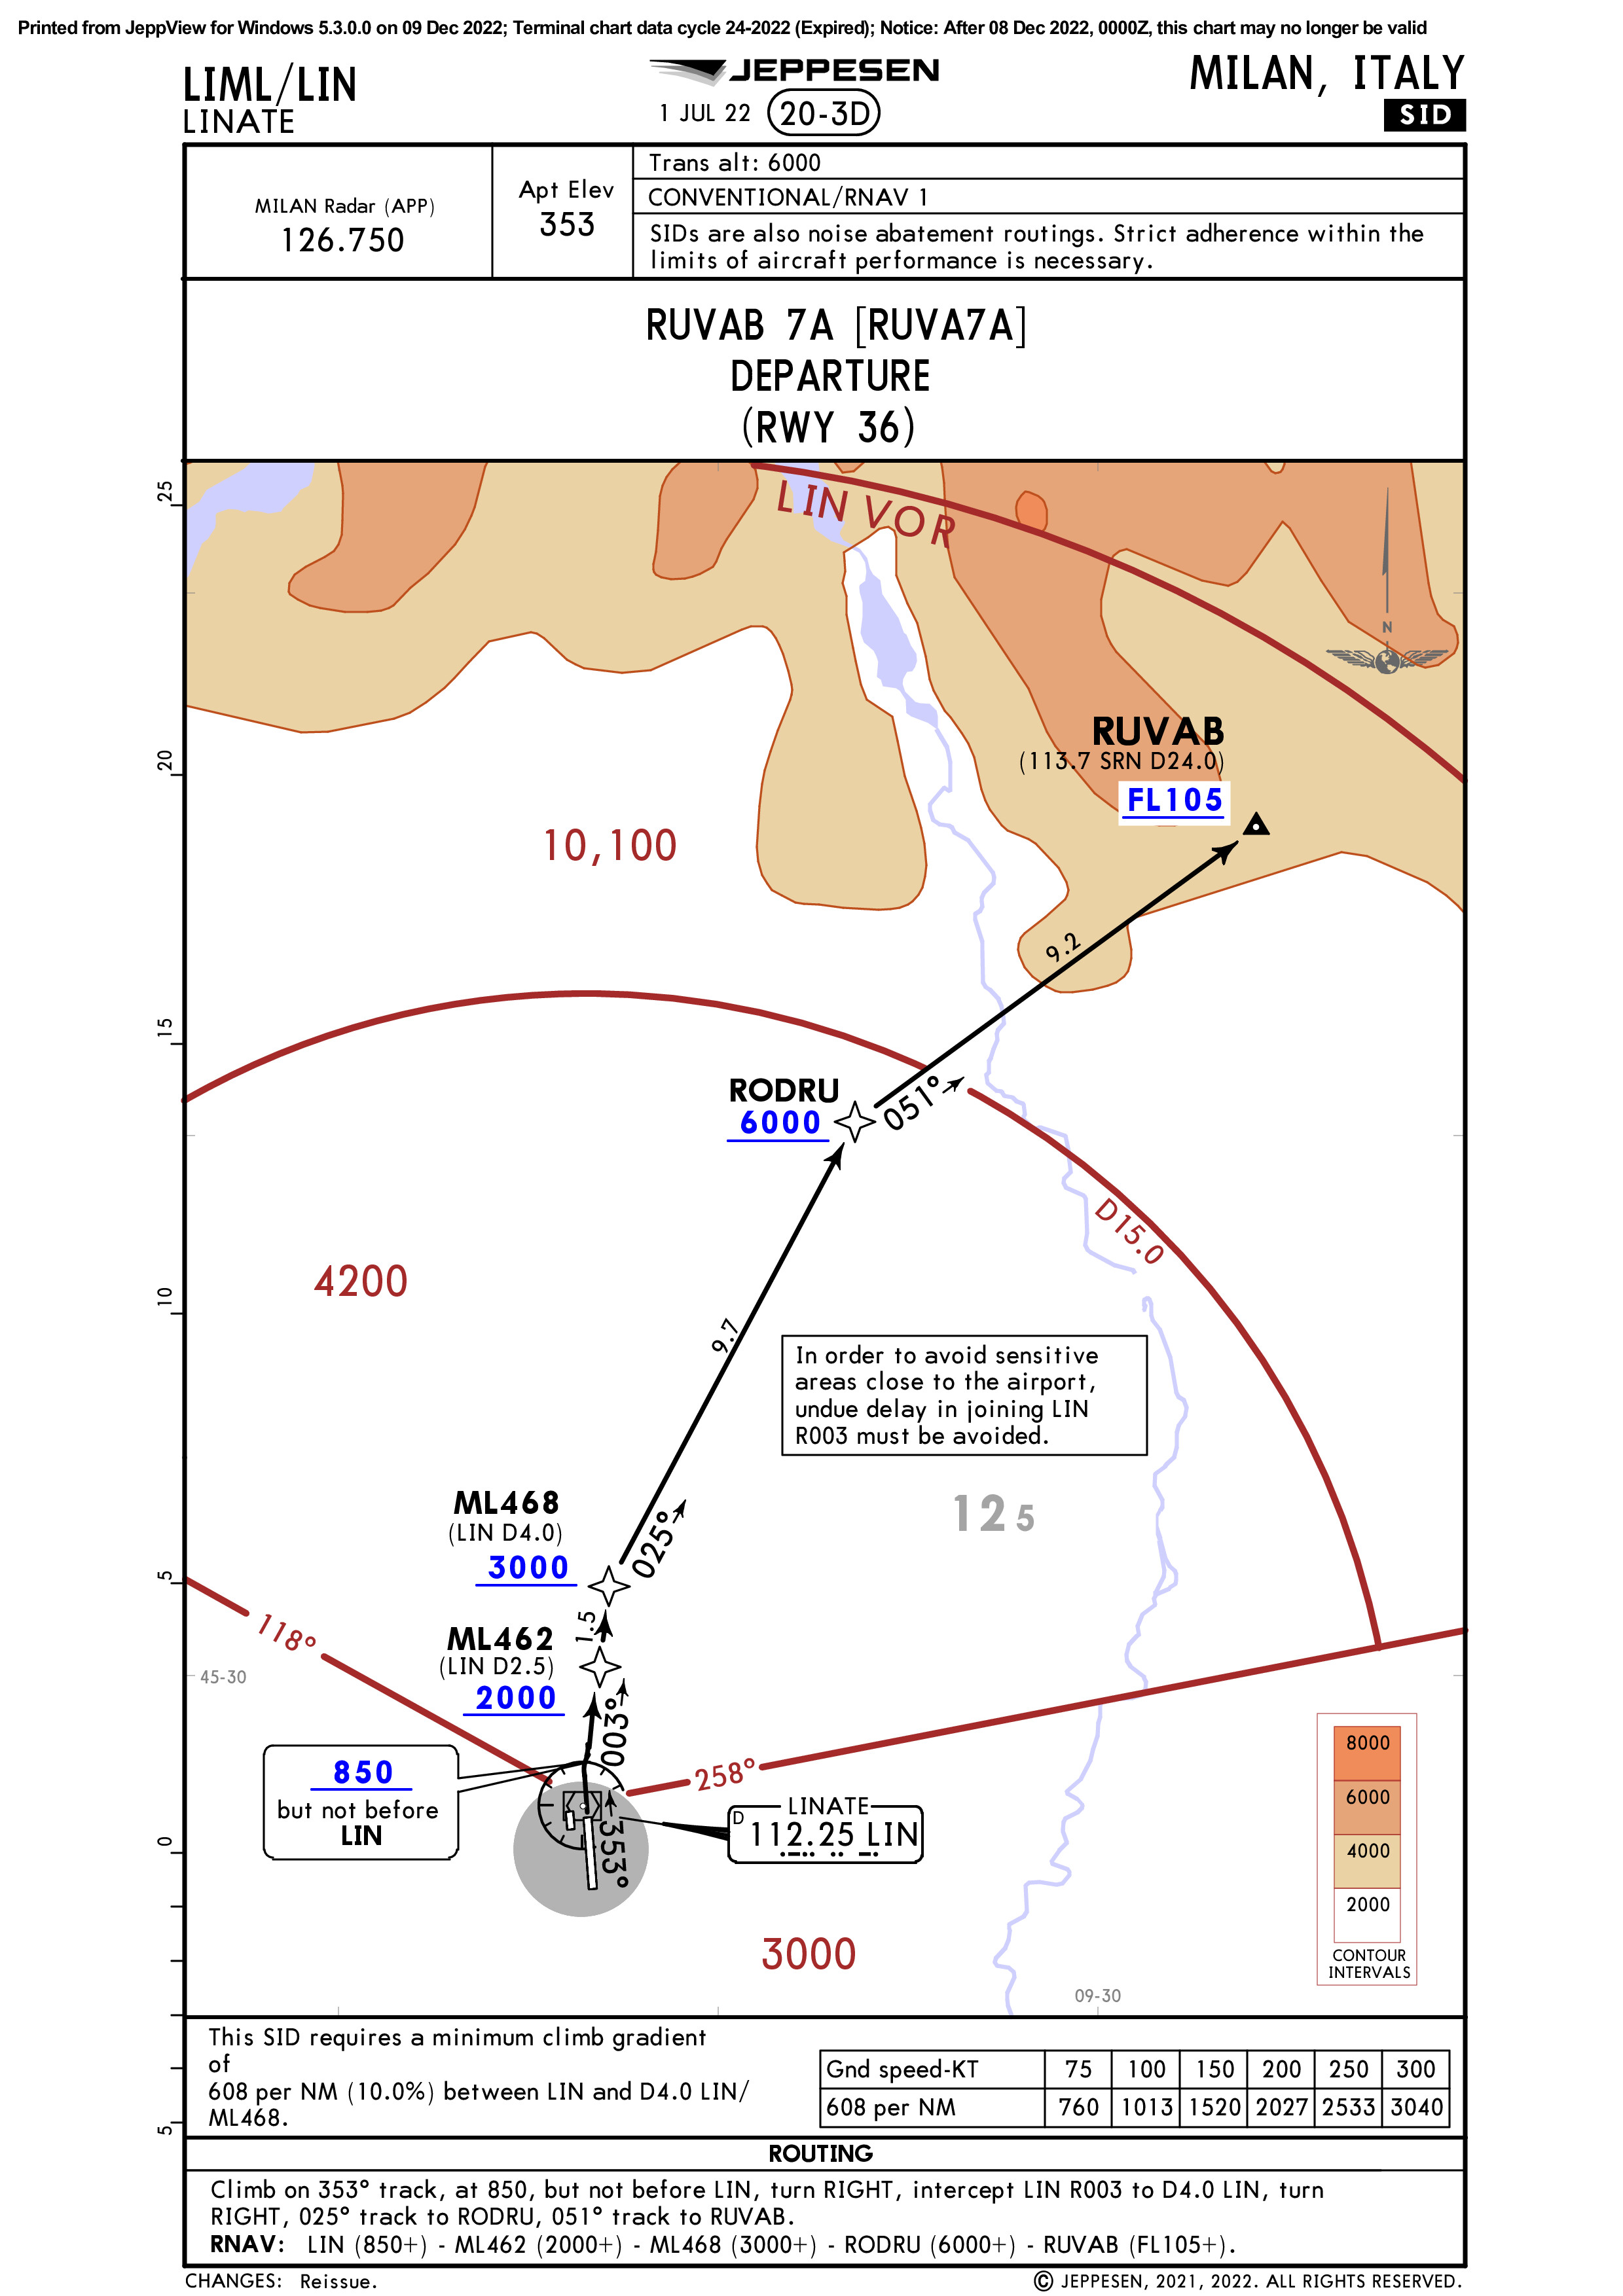 Printed from JeppView for Windows 5.3.0.0 on 09 Dec 2022; Terminal chart data cycle 24-2022 (Expired); Notice: After 08 Dec 2022, 0000Z, this chart may no longer be valid
LIML/LIN
LINATE
JEPPESEN
1 JUL 22
20-3D
MILAN, ITALY
SID
MILAN Radar (APP)
126.750
Apt Elev
353
Trans alt: 6000
CONVENTIONAL/RNAV 1
SIDs are also noise abatement routings. Strict adherence within the
limits of aircraft performance is necessary.
RUVAB 7A [RUVA7A]
DEPARTURE
(RWY 36)
25
LIN VOR
N
RUVAB
(113.7 SRN D24.0)
FL105
20
10,100
9.2
15
RODRU
6000
051°
D15.0
4200
10
9.7
In order to avoid sensitive
areas close to the airport,
undue delay in joining LIN
R003 must be avoided.
ML468
(LIN D4.0)
3000
025°
12 5
5
1.5
118°
ML462
(LIN D2.5)
2000
003°
45-30
258°
850
but not before
LIN
353°
D
LINATE
112.25 LIN
0
8000
6000
4000
2000
CONTOUR
INTERVALS
3000
09-30
5
This SID requires a minimum climb gradient
of
608 per NM (10.0%) between LIN and D4.0 LIN/
ML468.
Gnd speed-KT 75 100 150 200 250 300
608 per NM 760 1013 1520 2027 2533 3040
ROUTING
Climb on 353° track, at 850, but not before LIN, turn RIGHT, intercept LIN R003 to D4.0 LIN, turn
RIGHT, 025° track to RODRU, 051° track to RUVAB.
RNAV: LIN (850+) - ML462 (2000+) - ML468 (3000+) - RODRU (6000+) - RUVAB (FL105+).
CHANGES: Reissue.
© JEPPESEN, 2021, 2022. ALL RIGHTS RESERVED.